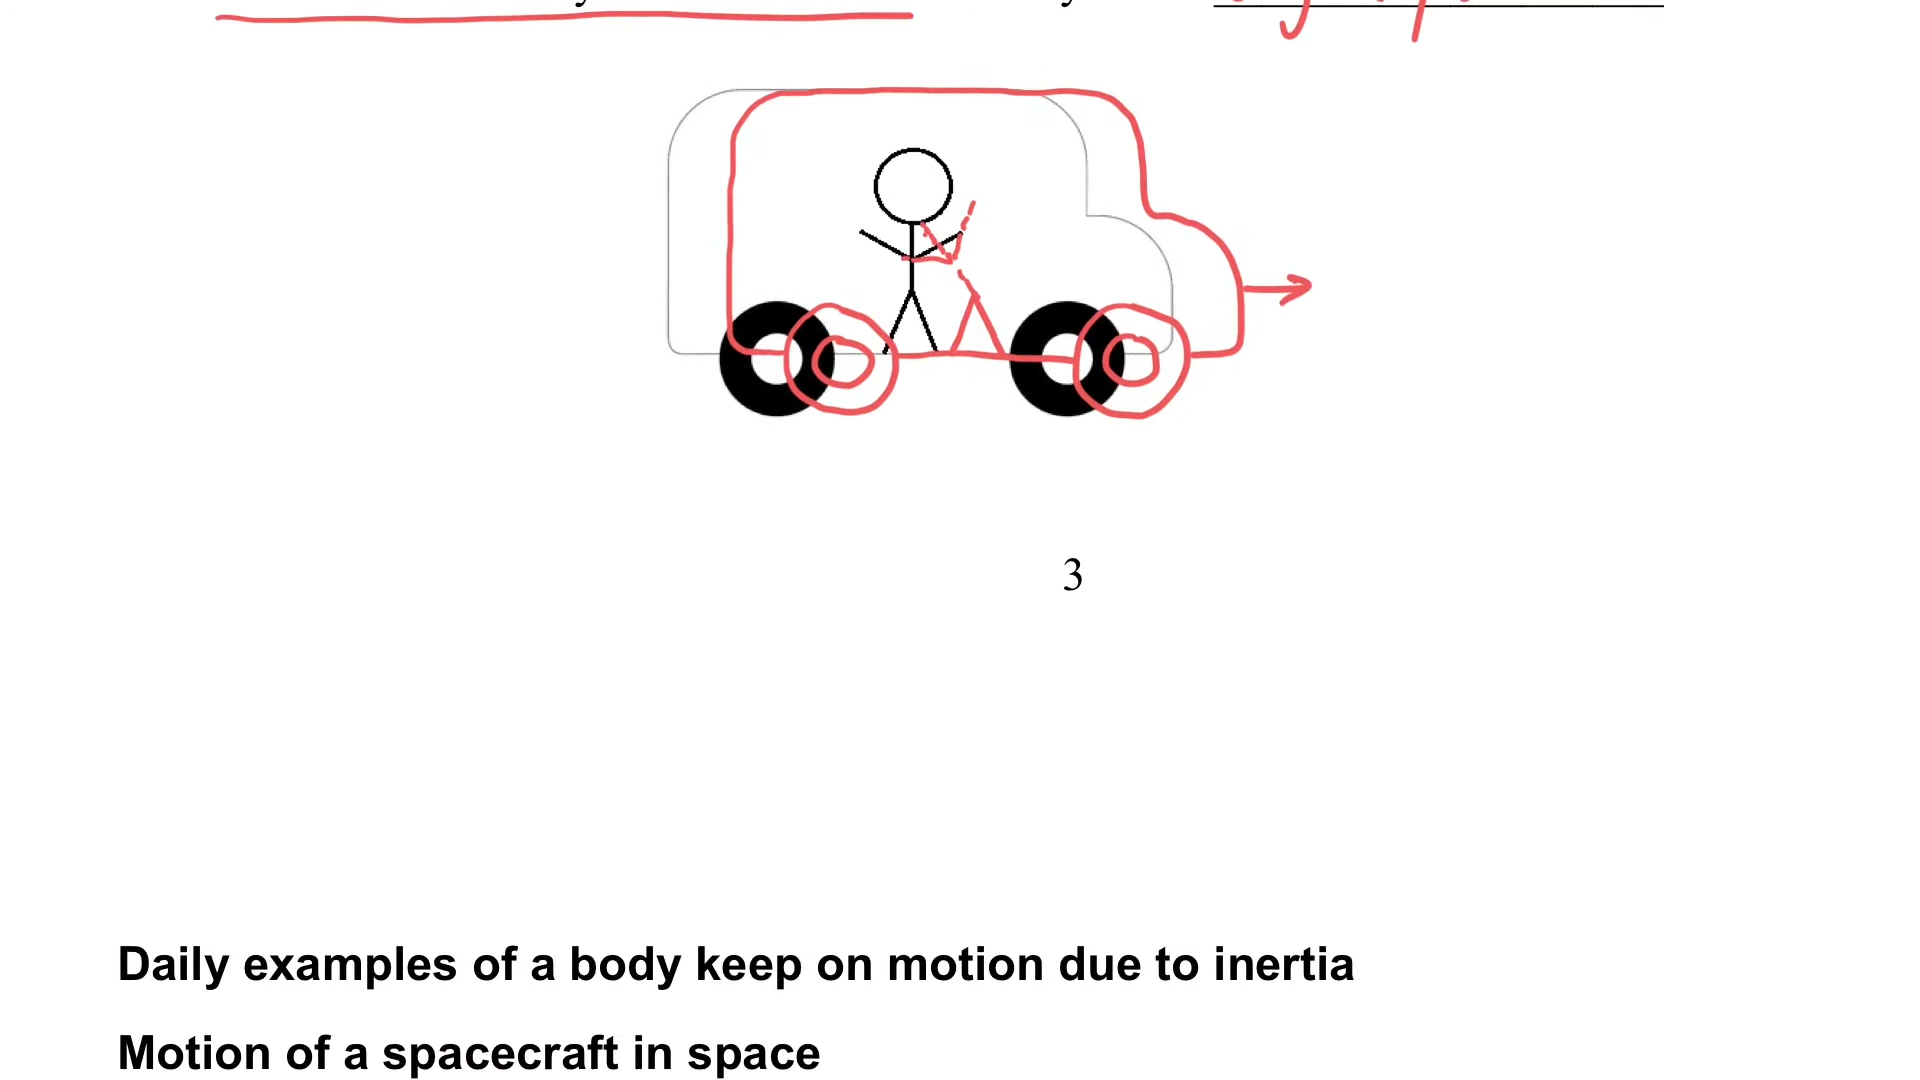 3
Daily examples of a body keep on motion due to inertia
Motion of a spacecraft in space